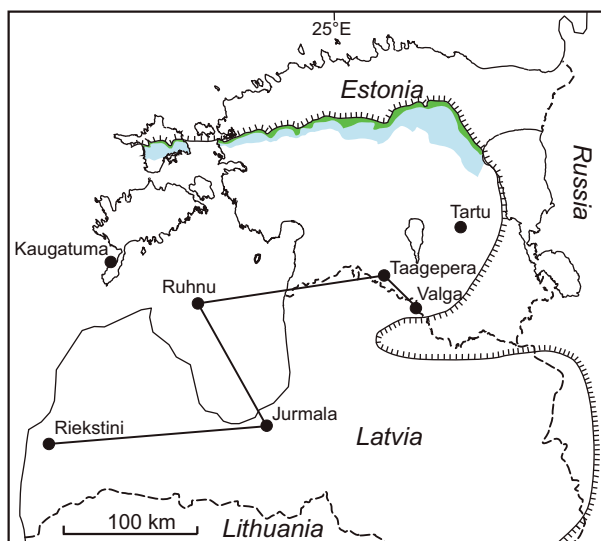 25°E
Estonia
Russia
Tartu
Kaugatuma
Taagepera
Ruhnu
Valga
Jurmala
Riekstini
Latvia
100 km
Lithuania